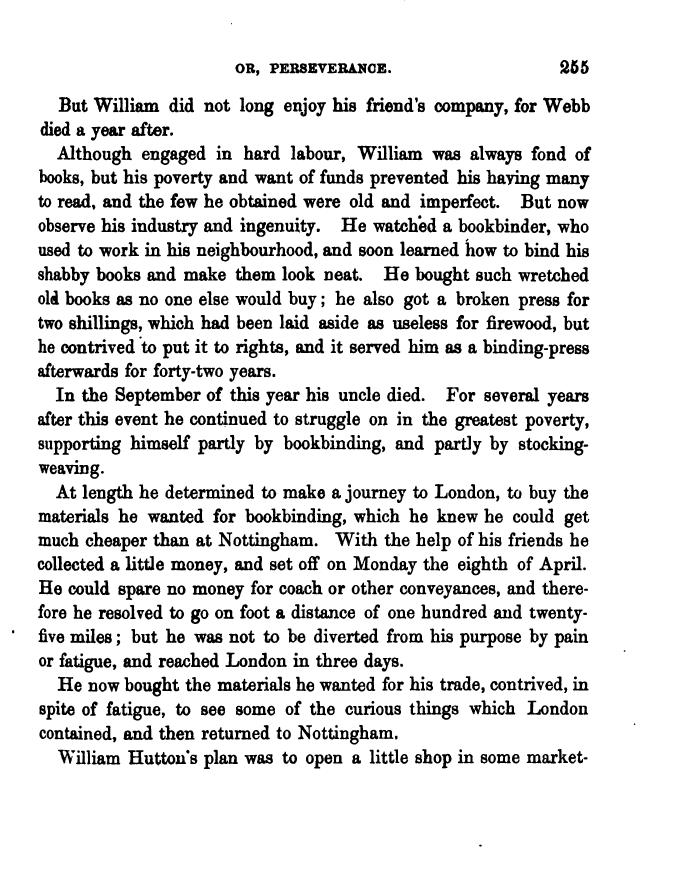 OR, PERSEVERANCE. 255
But William did not long enjoy his friend's company, for Webb
died a year after.
Although engaged in hard labour, William was always fond of
books, but his poverty and want of funds prevented his having many
to read, and the few he obtained were old and imperfect. But now
observe his industry and ingenuity. He watched a bookbinder, who
used to work in his neighbourhood, and soon learned how to bind his
shabby books and make them look neat. He bought such wretched
old books as no one else would buy; he also got a broken press for
two shillings, which had been laid aside as useless for firewood, but
he contrived to put it to rights, and it served him as a binding-press
afterwards for forty-two years.
In the September of this year his uncle died. For several years
after this event he continued to struggle on in the greatest poverty,
supporting himself partly by bookbinding, and partly by stocking-
weaving.
At length he determined to make a journey to London, to buy the
materials he wanted for bookbinding, which he knew he could get
much cheaper than at Nottingham. With the help of his friends he
collected a little money, and set off on Monday the eighth of April.
He could spare no money for coach or other conveyances, and there-
fore he resolved to go on foot a distance of one hundred and twenty-
five miles; but he was not to be diverted from his purpose by pain
or fatigue, and reached London in three days.
He now bought the materials he wanted for his trade, contrived, in
spite of fatigue, to see some of the curious things which London
contained, and then returned to Nottingham.
William Hutton's plan was to open a little shop in some market-